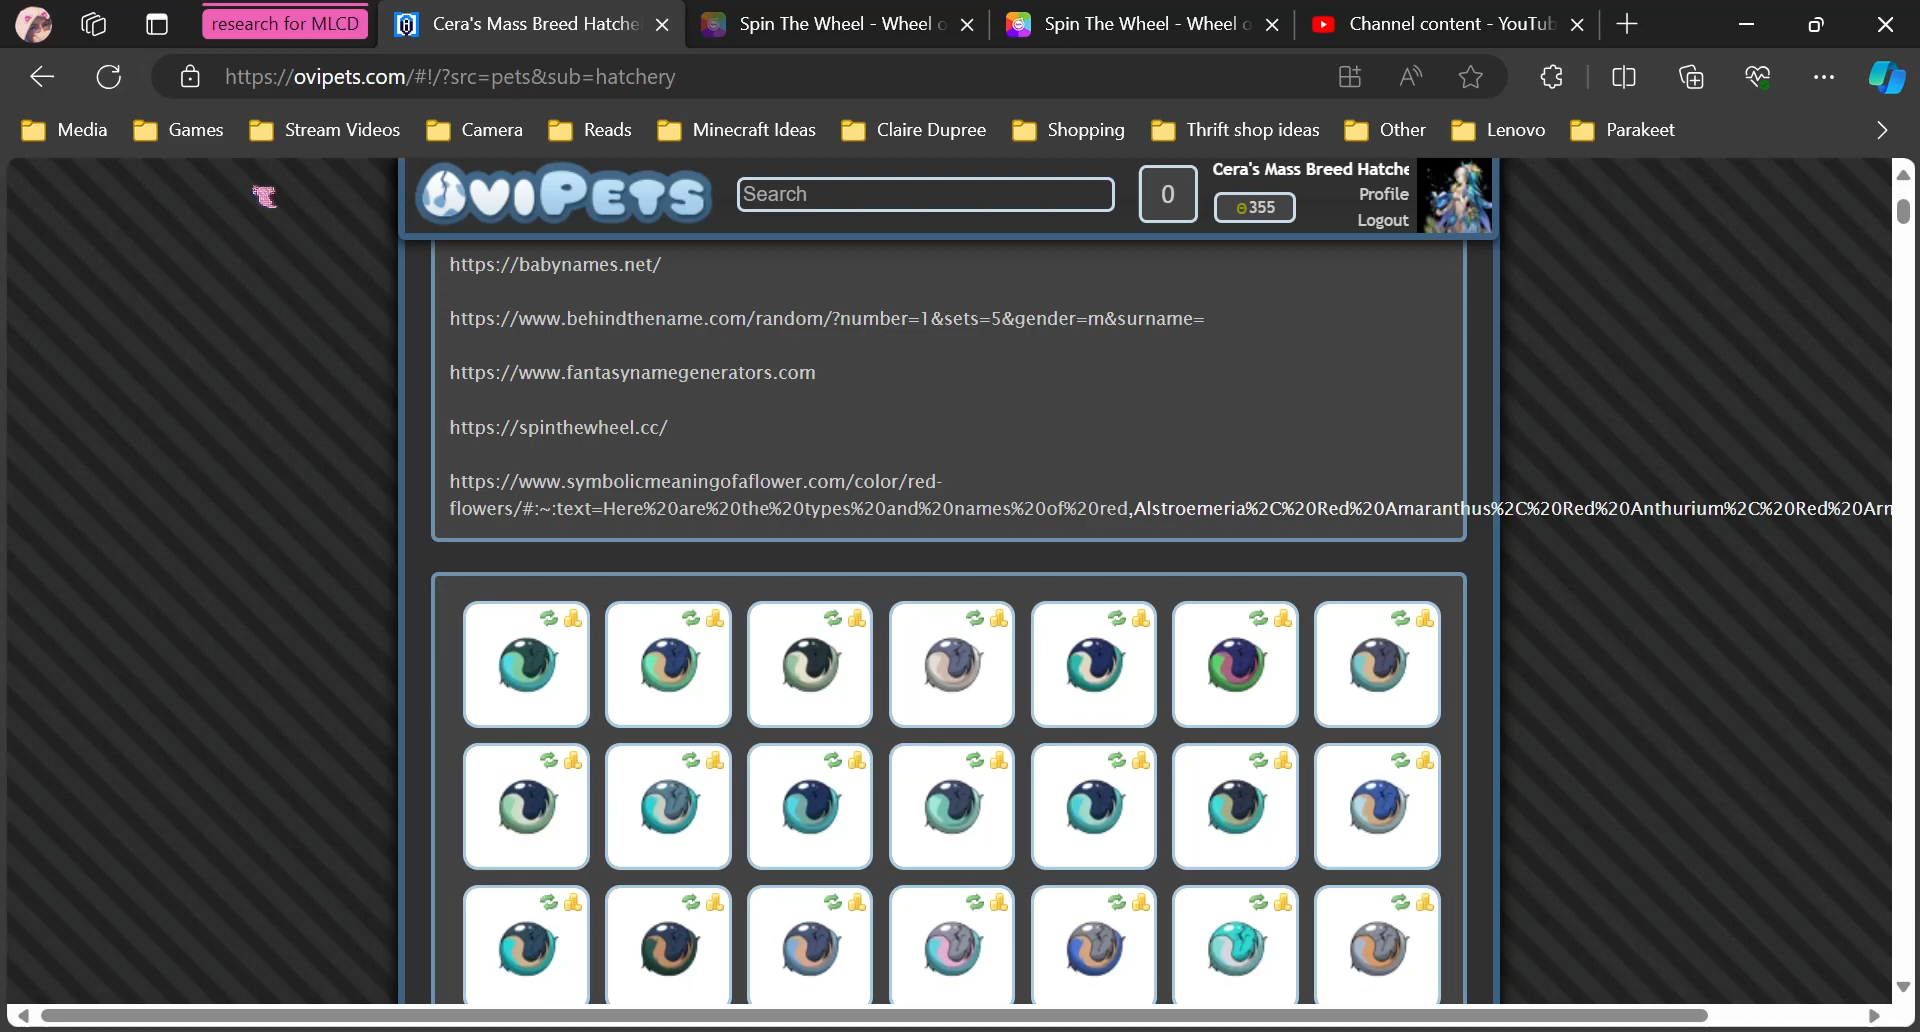 research for MLCD
Cera's Mass Breed Hatche
Spin The Wheel - Wheel o
Spin The Wheel - Wheel o
Channel content - YouTub
https://ovipets.com/#!/?src=pets&sub=hatchery
Media
Games
Stream Videos
Camera
Reads
Minecraft Ideas
Claire Dupree
Shopping
Thrift shop ideas
Other
Lenovo
Parakeet
OviPets
Search
0
Cera's Mass Breed Hatche
355
Profile
Logout
https://babynames.net/
https://www.behindthename.com/random/?number=1&sets=5&gender=m&surname=
https://www.fantasynamegenerators.com
https://spinthewheel.cc/
https://www.symbolicmeaningofaflower.com/color/red-
flowers/#:~:text=Here%20are%20the%20types%20and%20names%20of%20red,Alstroemeria%2C%20Red%20Amaranthus%2C%20Red%20Anthurium%2C%20Red%20Arm